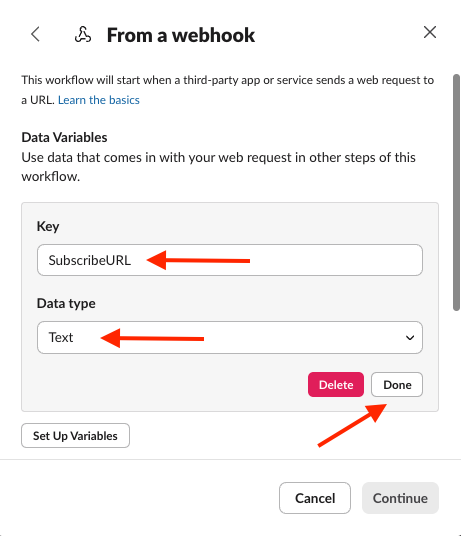 From a webhook
This workflow will start when a third-party app or service sends a web request to
a URL. Learn the basics
Data Variables
Use data that comes in with your web request in other steps of this
workflow.
Key
SubscribeURL
Data type
Text
Delete Done
Set Up Variables
Cancel Continue